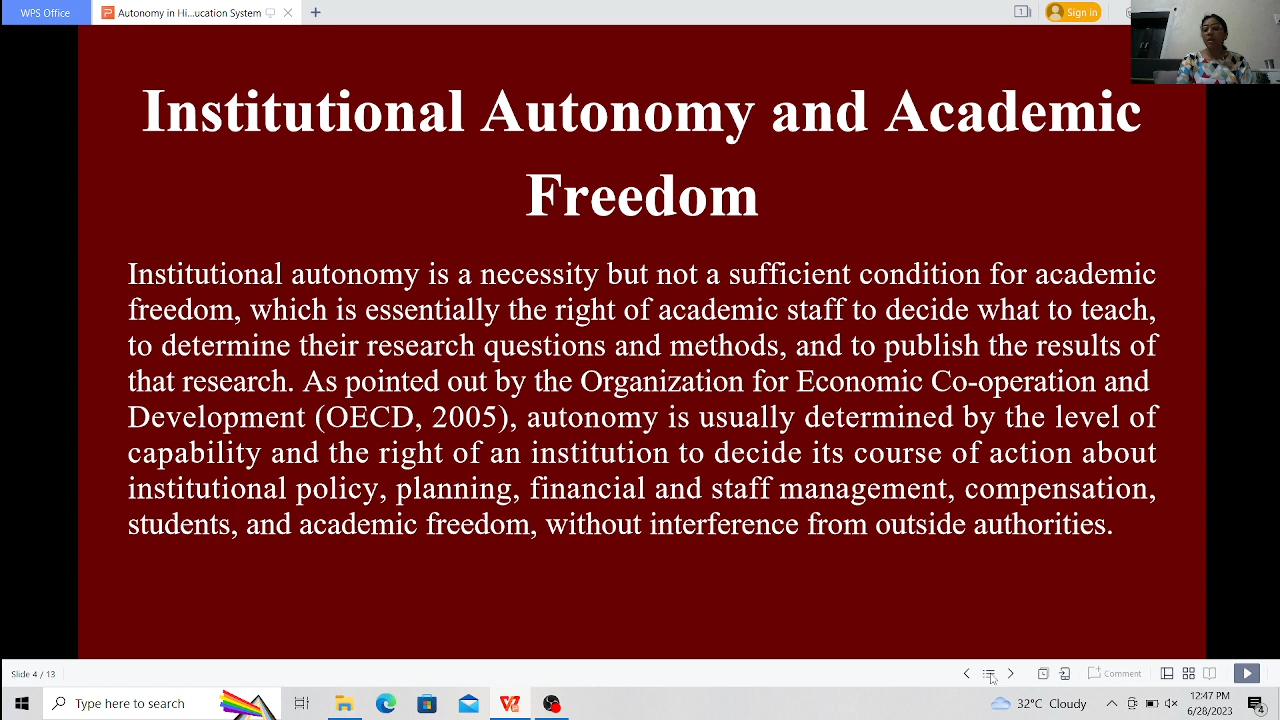 WPS Office
Autonomy in Hi...ucation System
1
Sign in
Institutional Autonomy and Academic
Freedom
Institutional autonomy is a necessity but not a sufficient condition for academic
freedom, which is essentially the right of academic staff to decide what to teach,
to determine their research questions and methods, and to publish the results of
that research. As pointed out by the Organization for Economic Co-operation and
Development (OECD, 2005), autonomy is usually determined by the level of
capability and the right of an institution to decide its course of action about
institutional policy, planning, financial and staff management, compensation,
students, and academic freedom, without interference from outside authorities.
Slide 4 / 13
Comment
Type here to search
32°C Cloudy
12:47 PM
6/28/2023
4